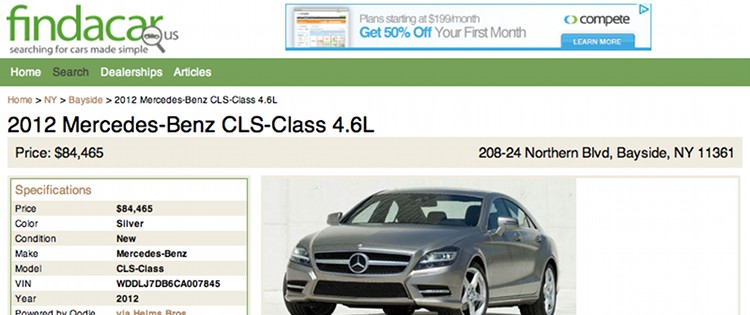 findacar.us
searching for cars made simple
Plans starting at $199/month
Get 50% Off Your First Month
compete
LEARN MORE
Home Search Dealerships Articles
Home > NY > Bayside > 2012 Mercedes-Benz CLS-Class 4.6L
2012 Mercedes-Benz CLS-Class 4.6L
Price: $84,465 208-24 Northern Blvd, Bayside, NY 11361
Specifications
Price $84,465
Color Silver
Condition New
Make Mercedes-Benz
Model CLS-Class
VIN WDDLJ7DB6CA007845
Year 2012
Powered by Oodle via Helms Bros